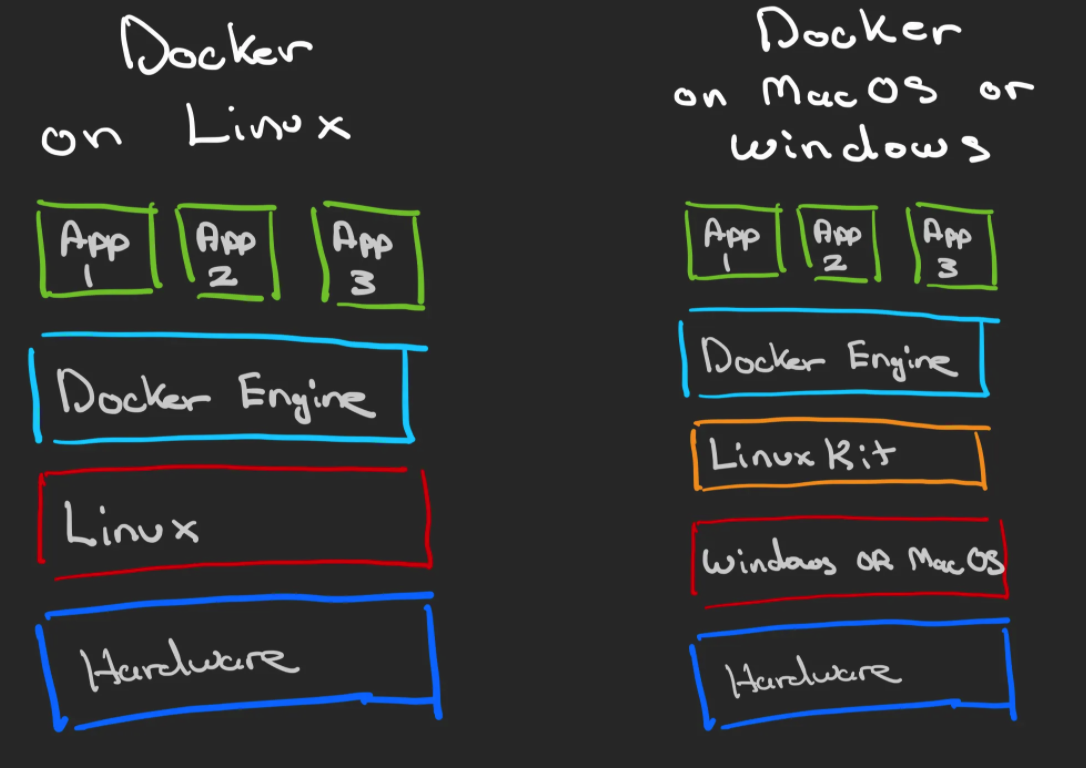 Docker
on Linux
App
1
App
2
App
3
Docker Engine
Linux
Hardware
Docker
on MacOS or
Windows
App
1
App
2
App
3
Docker Engine
Linux Kit
Windows OR MacOS
Hardware